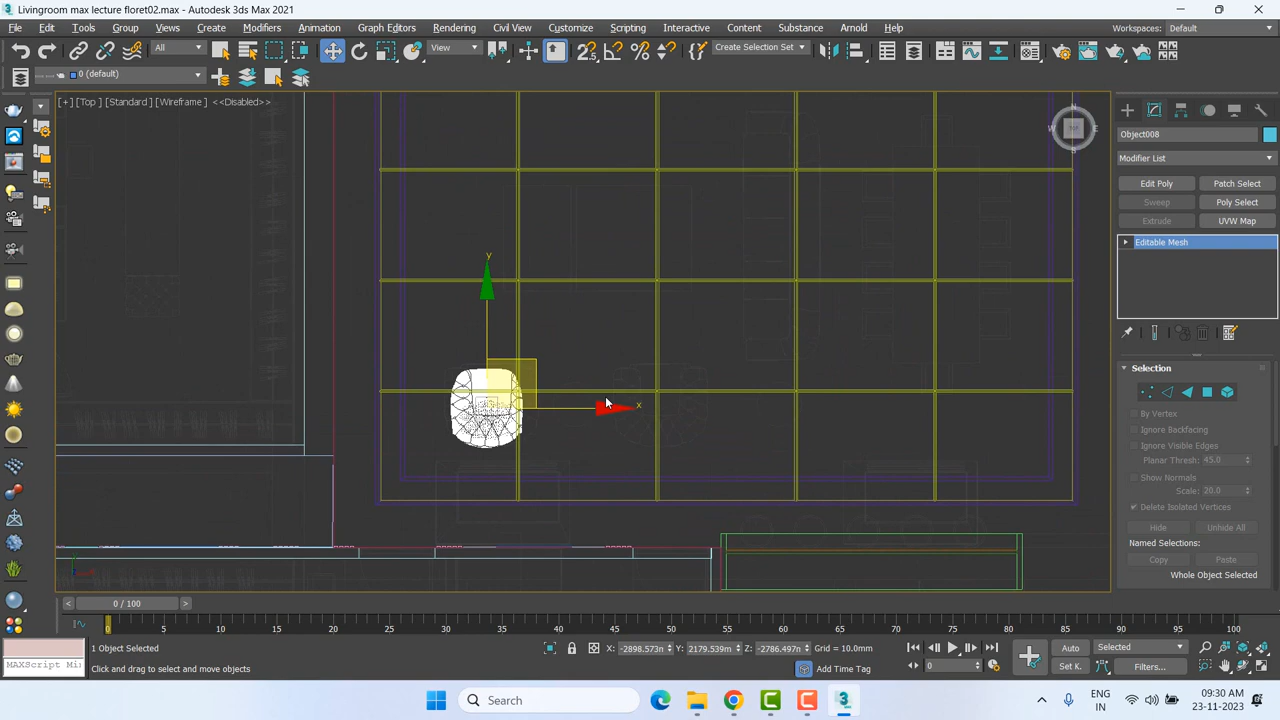 Livingroom max lecture floret02.max - Autodesk 3ds Max 2021
File Edit Tools Group Views Create Modifiers Animation Graph Editors Rendering Civil View Customize Scripting Interactive Content Substance Arnold Help
Workspaces: Default
All
View
Create Selection Set
0 (default)
[+] [Top ] [Standard ] [Wireframe ] <<Disabled>>
N
W E
S
Object008
Modifier List
Edit Poly Patch Select
Sweep Poly Select
Extrude UVW Map
Editable Mesh
Selection
By Vertex
Ignore Backfacing
Ignore Visible Edges
Planar Thresh: 45.0
Show Normals
Scale: 20.0
Delete Isolated Vertices
Hide Unhide All
Named Selections:
Copy Paste
Whole Object Selected
y
x
< 0 / 100 >
0 5 10 15 20 25 30 35 40 45 50 55 60 65 70 75 80 85 90 95 100
1 Object Selected
X: -2898.573n Y: 2179.539m Z: -2786.497n Grid = 10.0mm
Auto Selected
MAXScript Mi
Click and drag to select and move objects
Add Time Tag
0
Set K. Filters...
Search
ENG
IN
09:30 AM
23-11-2023